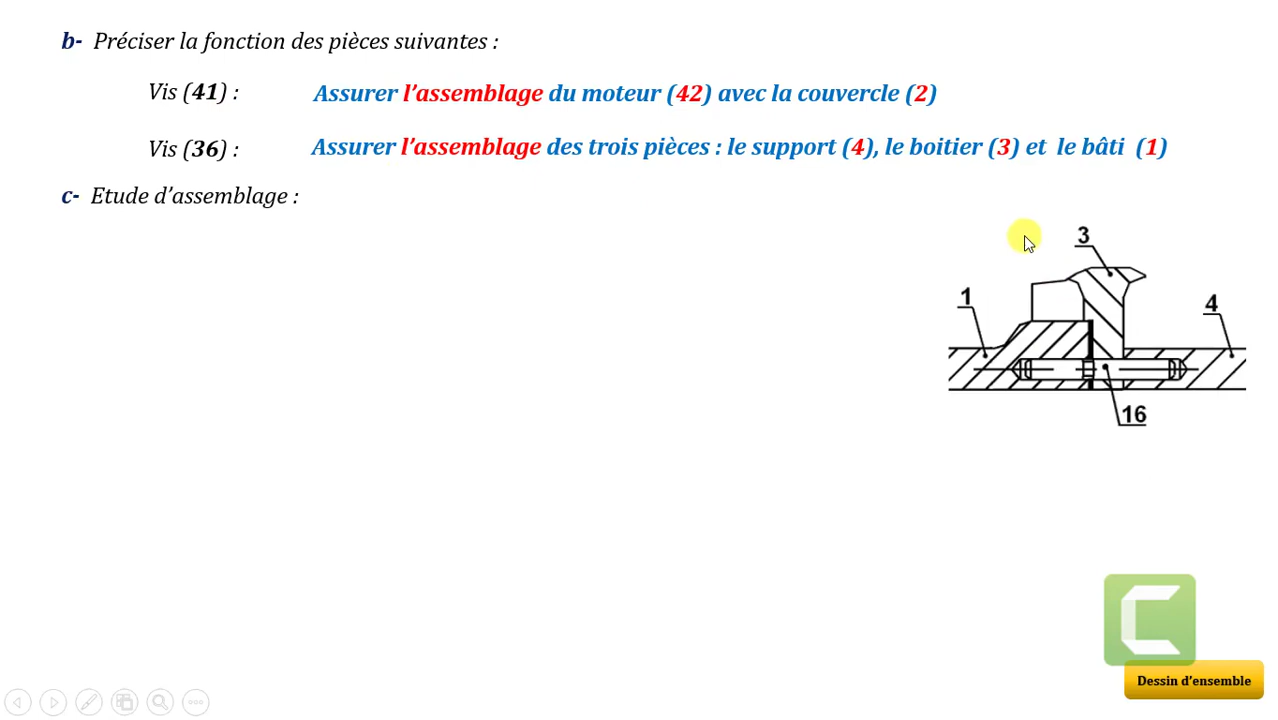 b- Préciser la fonction des pièces suivantes :
Vis (41) : Assurer l'assemblage du moteur (42) avec la couvercle (2)
Vis (36) : Assurer l'assemblage des trois pièces : le support (4), le boitier (3) et le bâti (1)
c- Etude d'assemblage :
3
1
4
16
Dessin d'ensemble